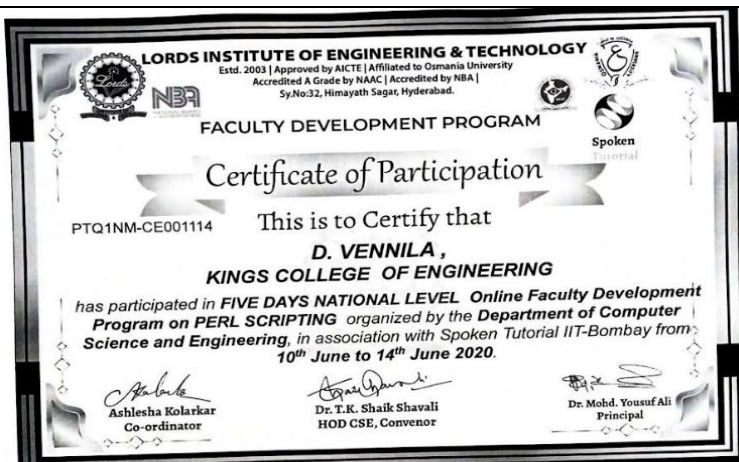 LORDS INSTITUTE OF ENGINEERING & TECHNOLOGY
Estd. 2003 | Approved by AICTE | Affiliated to Osmania University
Accredited A Grade by NAAC | Accredited by NBA |
Sy.No:32, Himayath Sagar, Hyderabad.
Lords
NBA
Spoken
Tutorial
FACULTY DEVELOPMENT PROGRAM
Certificate of Participation
PTQ1NM-CE001114
This is to Certify that
D. VENNILA ,
KINGS COLLEGE OF ENGINEERING
has participated in FIVE DAYS NATIONAL LEVEL Online Faculty Development
Program on PERL SCRIPTING organized by the Department of Computer
Science and Engineering, in association with Spoken Tutorial IIT-Bombay from
10th June to 14th June 2020.
Ashlesha Kolarkar
Co-ordinator
Dr. T.K. Shaik Shavali
HOD CSE, Convenor
Dr. Mohd. Yousuf Ali
Principal